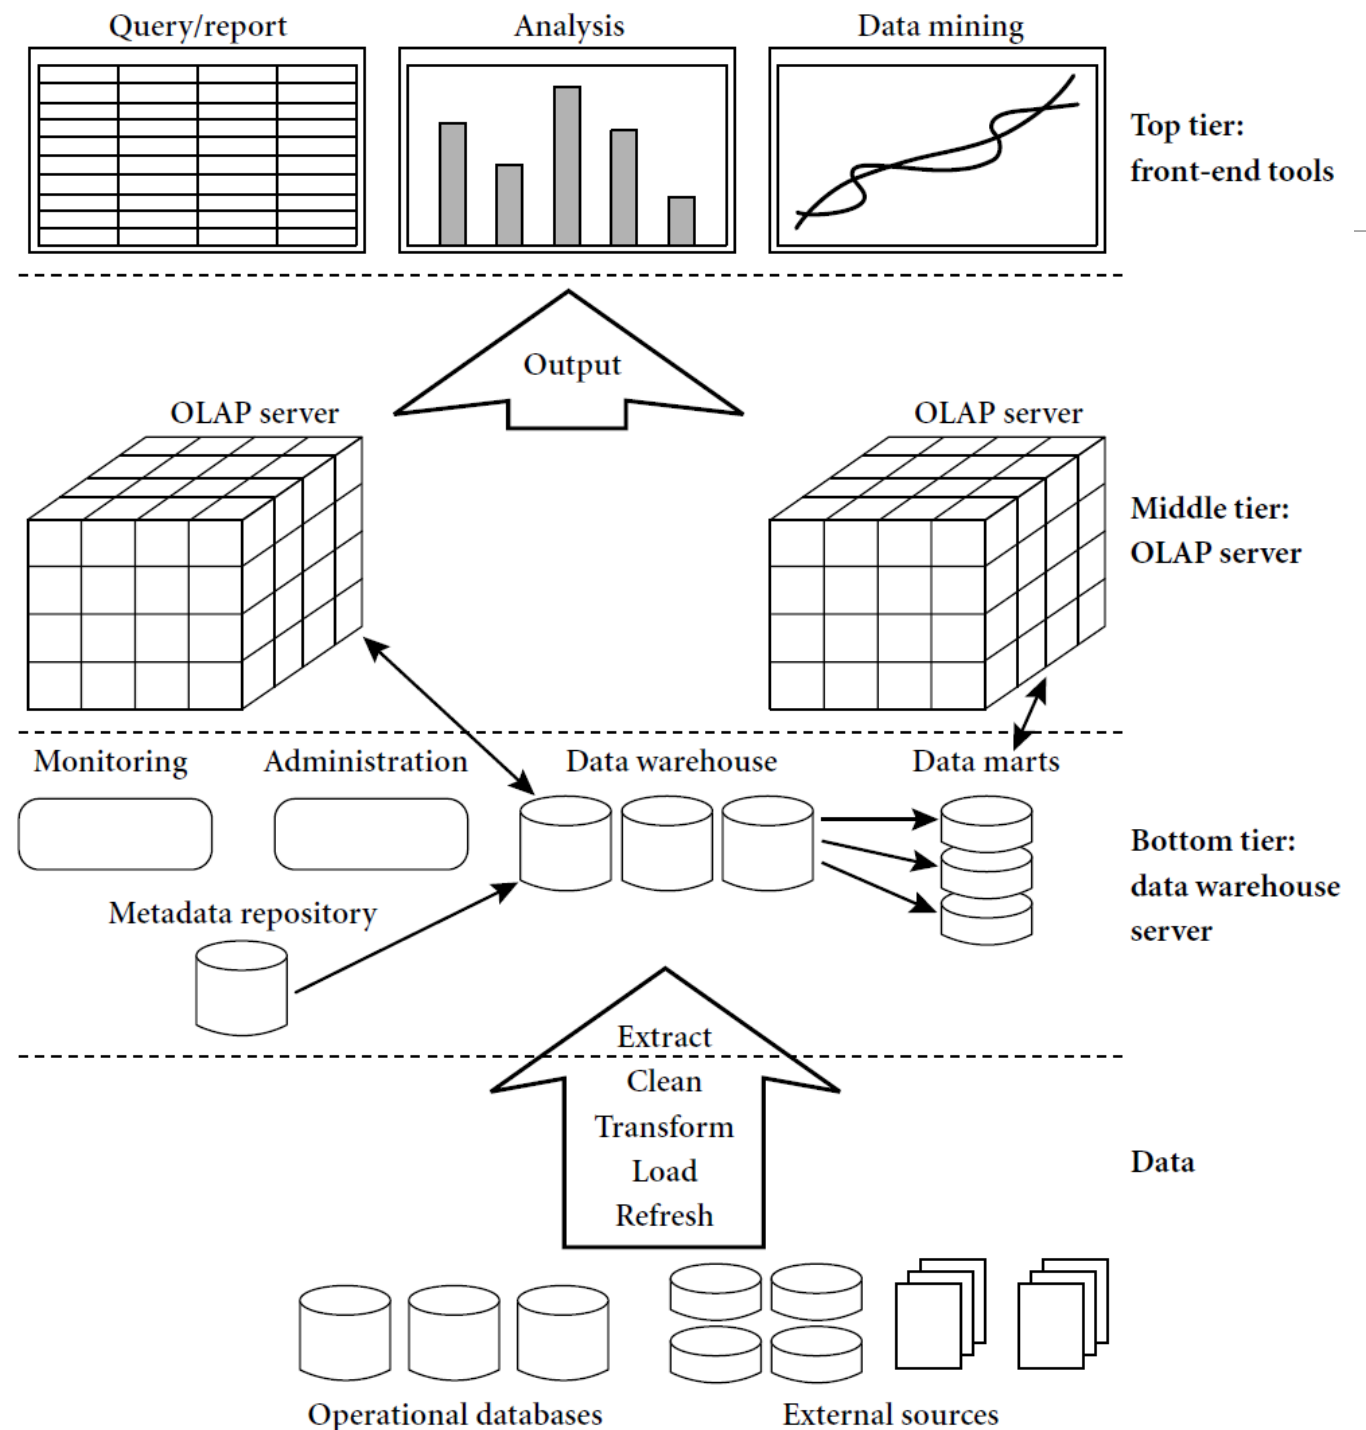 Query/report
Analysis
Data mining
Top tier:
front-end tools
Output
OLAP server
OLAP server
Middle tier:
OLAP server
Monitoring
Administration
Data warehouse
Data marts
Bottom tier:
data warehouse
server
Metadata repository
Extract
Clean
Transform
Load
Refresh
Data
Operational databases
External sources